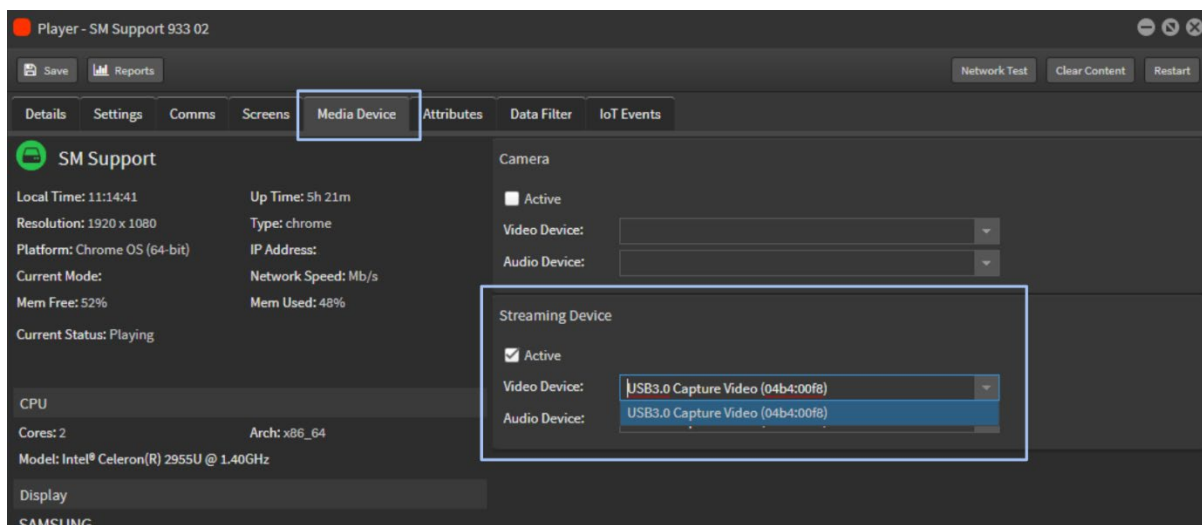 Player - SM Support 933 02
Save Reports Network Test Clear Content Restart
Details Settings Comms Screens Media Device Attributes Data Filter IoT Events
SM Support
Local Time: 11:14:41 Up Time: 5h 21m
Resolution: 1920 x 1080 Type: chrome
Platform: Chrome OS (64-bit) IP Address:
Current Mode: Network Speed: Mb/s
Mem Free: 52% Mem Used: 48%
Current Status: Playing
CPU
Cores: 2 Arch: x86_64
Model: Intel® Celeron(R) 2955U @ 1.40GHz
Display
SAMSUNG
Camera
Active
Video Device:
Audio Device:
Streaming Device
Active
Video Device: USB3.0 Capture Video (04b4:00f8)
USB3.0 Capture Video (04b4:00f8)
Audio Device: